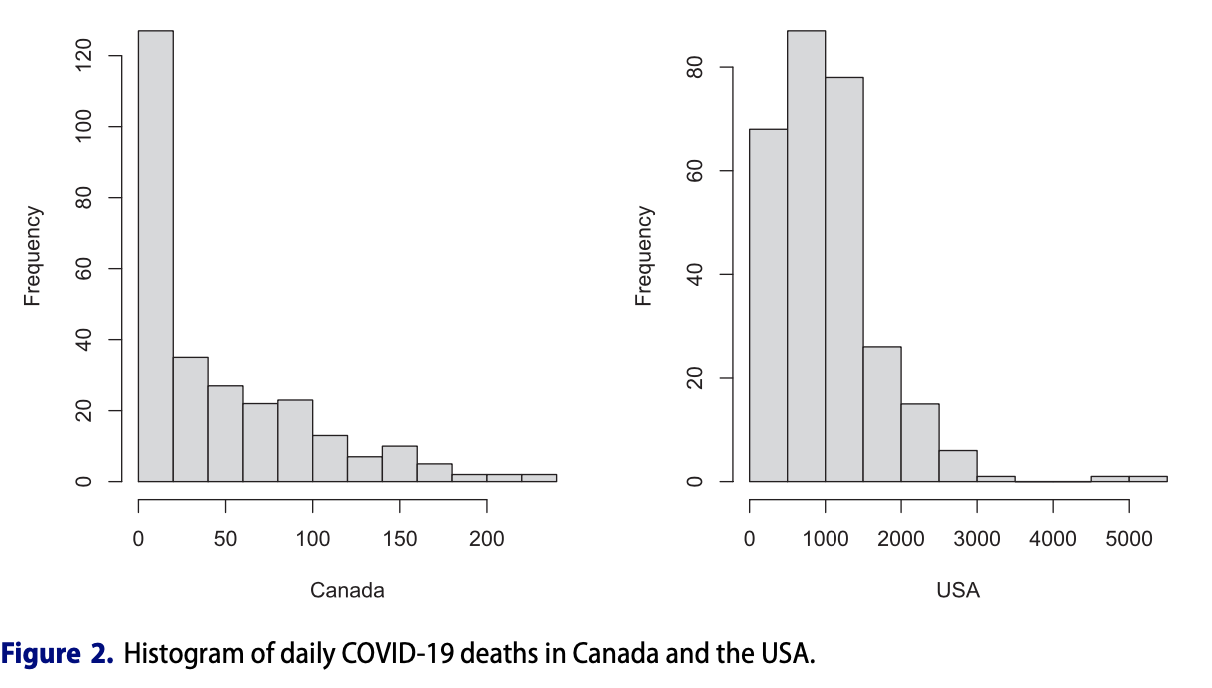 Frequency
120
100
80
60
40
20
0
0 50 100 150 200
Canada
Frequency
80
60
40
20
0
0 1000 2000 3000 4000 5000
USA
Figure 2. Histogram of daily COVID-19 deaths in Canada and the USA.